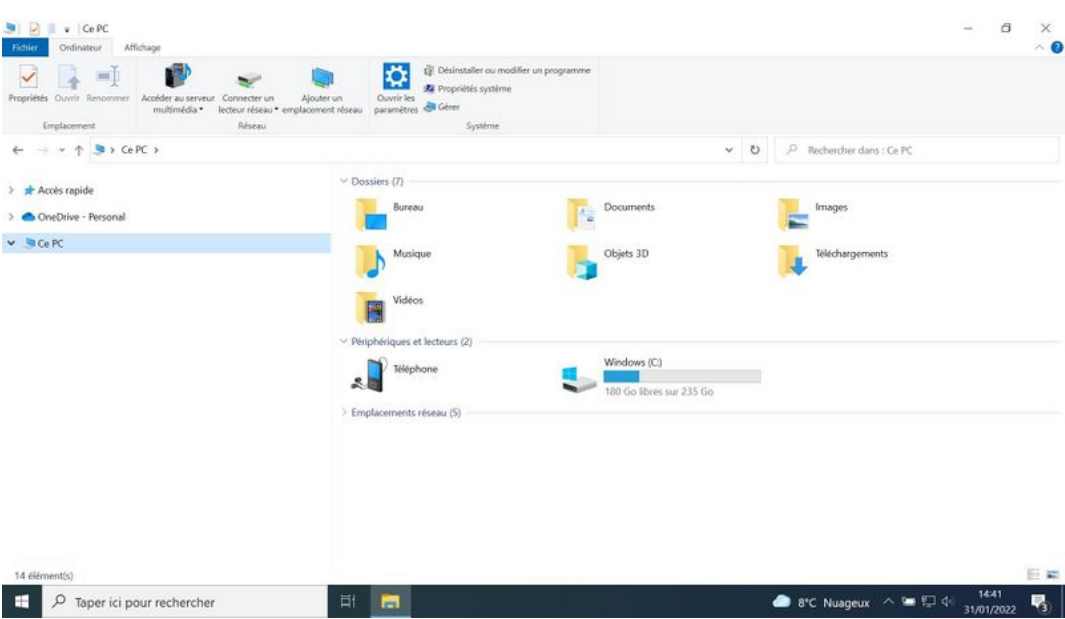 Ce PC
Fichier Ordinateur Affichage
Propriétés Ouvrir Renommer
Accéder au serveur multimédia
Connecter un lecteur réseau
Ajouter un emplacement réseau
Ouvrir les paramètres
Désinstaller ou modifier un programme
Propriétés système
Gérer
Emplacement Réseau Système
Ce PC
Rechercher dans : Ce PC
Accès rapide
OneDrive - Personal
Ce PC
Dossiers (7)
Bureau Documents Images
Musique Objets 3D Téléchargements
Vidéos
Périphériques et lecteurs (2)
Téléphone
Windows (C:)
180 Go libres sur 235 Go
Emplacements réseau (5)
14 élément(s)
Taper ici pour rechercher
8°C Nuageux
14:41
31/01/2022
3